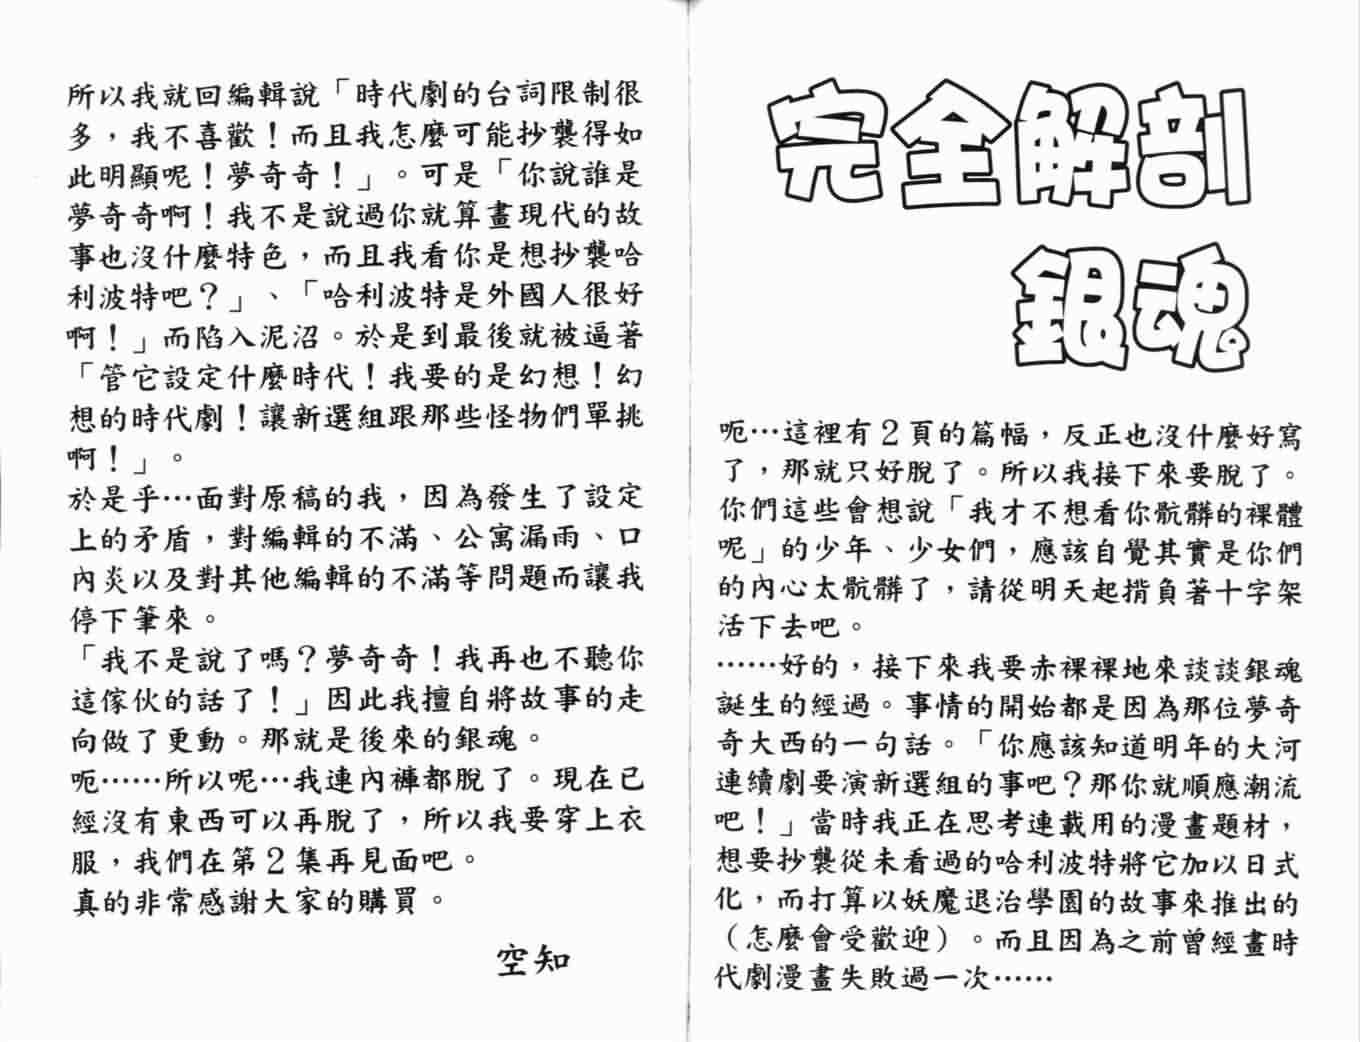 完全解剖
銀魂
呃…這裡有2頁的篇幅，反正也沒什麼好寫
了，那就只好脫了。所以我接下來要脫了。
你們這些會想說「我才不想看你骯髒的裸體
呢」的少年、少女們，應該自覺其實是你們
的內心太骯髒了，請從明天起揹負著十字架
活下去吧。
……好的，接下來我要赤裸裸地來談談銀魂
誕生的經過。事情的開始都是因為那位夢奇
奇大西的一句話。「你應該知道明年的大河
連續劇要演新選組的事吧？那你就順應潮流
吧！」當時我正在思考連載用的漫畫題材，
想要抄襲從未看過的哈利波特將它加以日式
化，而打算以妖魔退治學園的故事來推出的
（怎麼會受歡迎）。而且因為之前曾經畫時
代劇漫畫失敗過一次……
所以我就回編輯說「時代劇的台詞限制很
多，我不喜歡！而且我怎麼可能抄襲得如
此明顯呢！夢奇奇！」。可是「你說誰是
夢奇奇啊！我不是說過你就算畫現代的故
事也沒什麼特色，而且我看你是想抄襲哈
利波特吧？」、「哈利波特是外國人很好
啊！」而陷入泥沼。於是到最後就被逼著
「管它設定什麼時代！我要的是幻想！幻
想的時代劇！讓新選組跟那些怪物們單挑
啊！」。
於是乎…面對原稿的我，因為發生了設定
上的矛盾，對編輯的不滿、公寓漏雨、口
內炎以及對其他編輯的不滿等問題而讓我
停下筆來。
「我不是說了嗎？夢奇奇！我再也不聽你
這傢伙的話了！」因此我擅自將故事的走
向做了更動。那就是後來的銀魂。
呃……所以呢…我連內褲都脫了。現在已
經沒有東西可以再脫了，所以我要穿上衣
服，我們在第2集再見面吧。
真的非常感謝大家的購買。
空知